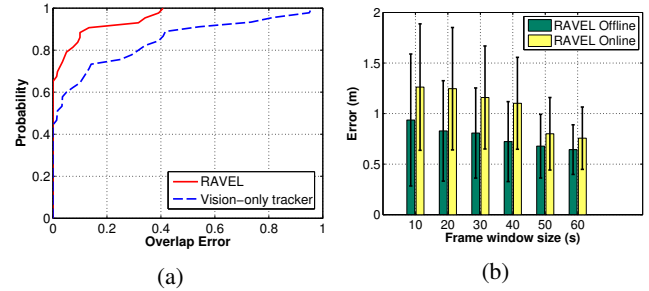 1
0.8
0.6
0.4
0.2
0
Probability
0 0.2 0.4 0.6 0.8 1
Overlap Error
RAVEL
Vision−only tracker
(a)
2
1.5
1
0.5
0
Error (m)
RAVEL Offline
RAVEL Online
10 20 30 40 50 60
Frame window size (s)
(b)